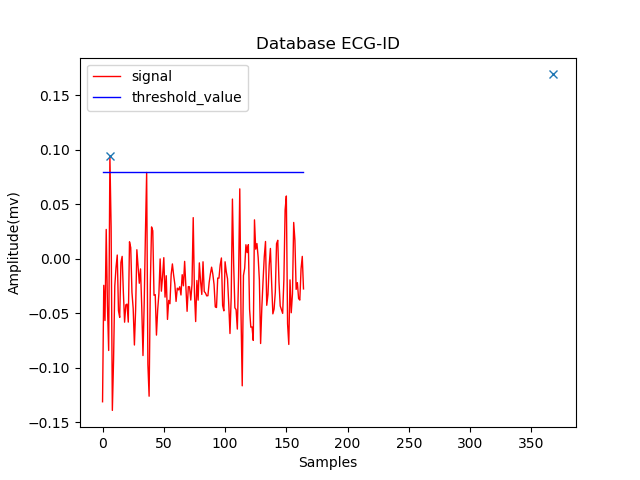 Database ECG-ID
signal
threshold_value
0.15
0.10
0.05
0.00
−0.05
−0.10
−0.15
Amplitude(mv)
0 50 100 150 200 250 300 350
Samples